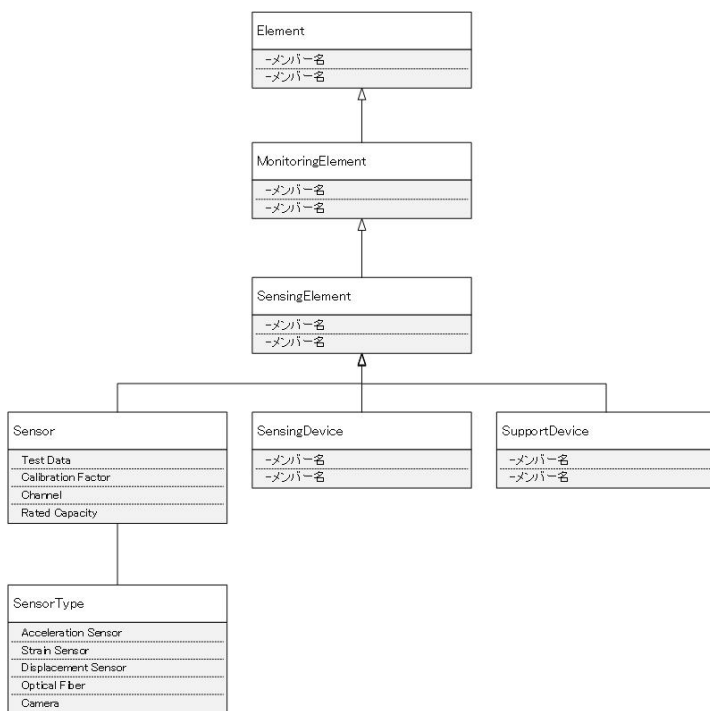 Element
-メンバー名
-メンバー名
MonitoringElement
-メンバー名
-メンバー名
SensingElement
-メンバー名
-メンバー名
Sensor
Test Data
Calibration Factor
Channel
Rated Capacity
SensingDevice
-メンバー名
-メンバー名
SupportDevice
-メンバー名
-メンバー名
SensorType
Acceleration Sensor
Strain Sensor
Displacement Sensor
Optical Fiber
Camera